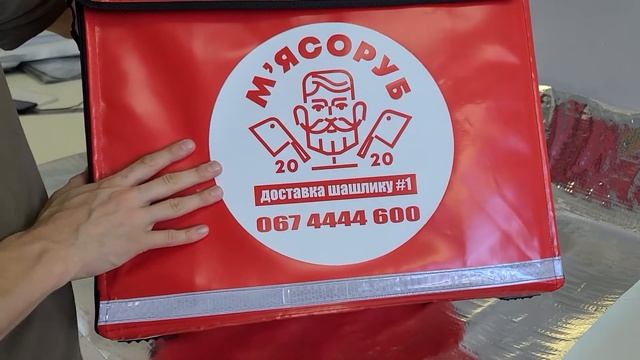 М'ЯСОРУБ
20 20
доставка шашлику #1
067 4444 600